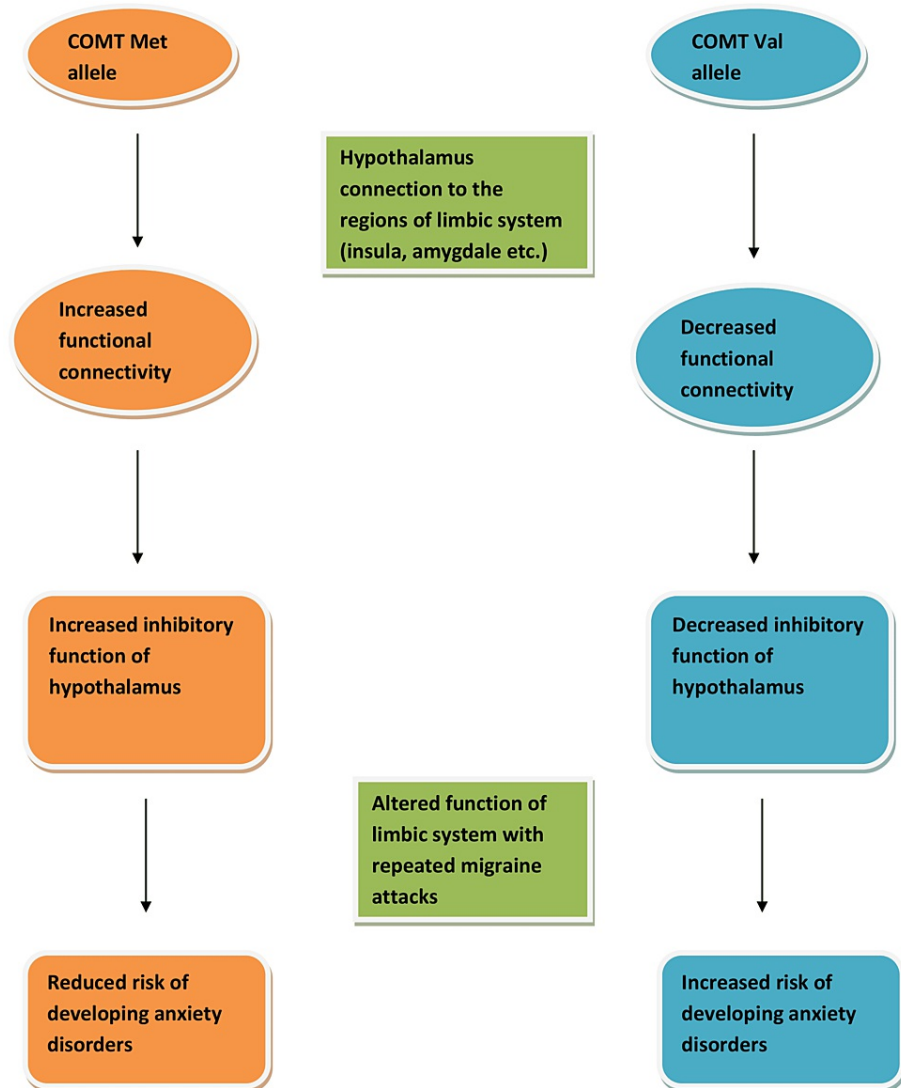 COMT Met
allele
COMT Val
allele
Hypothalamus
connection to the
regions of limbic system
(insula, amygdale etc.)
Increased
functional
connectivity
Decreased
functional
connectivity
Increased inhibitory
function of
hypothalamus
Decreased inhibitory
function of
hypothalamus
Altered function of
limbic system with
repeated migraine
attacks
Reduced risk of
developing anxiety
disorders
Increased risk of
developing anxiety
disorders